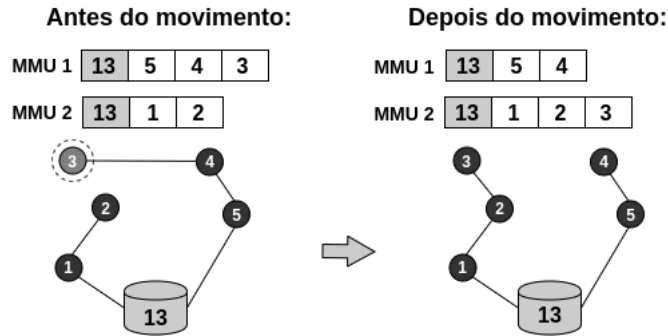 Antes do movimento:
MMU 1 13 5 4 3
MMU 2 13 1 2
3 4
2 5
1
13
Depois do movimento:
MMU 1 13 5 4
MMU 2 13 1 2 3
3 4
2 5
1
13